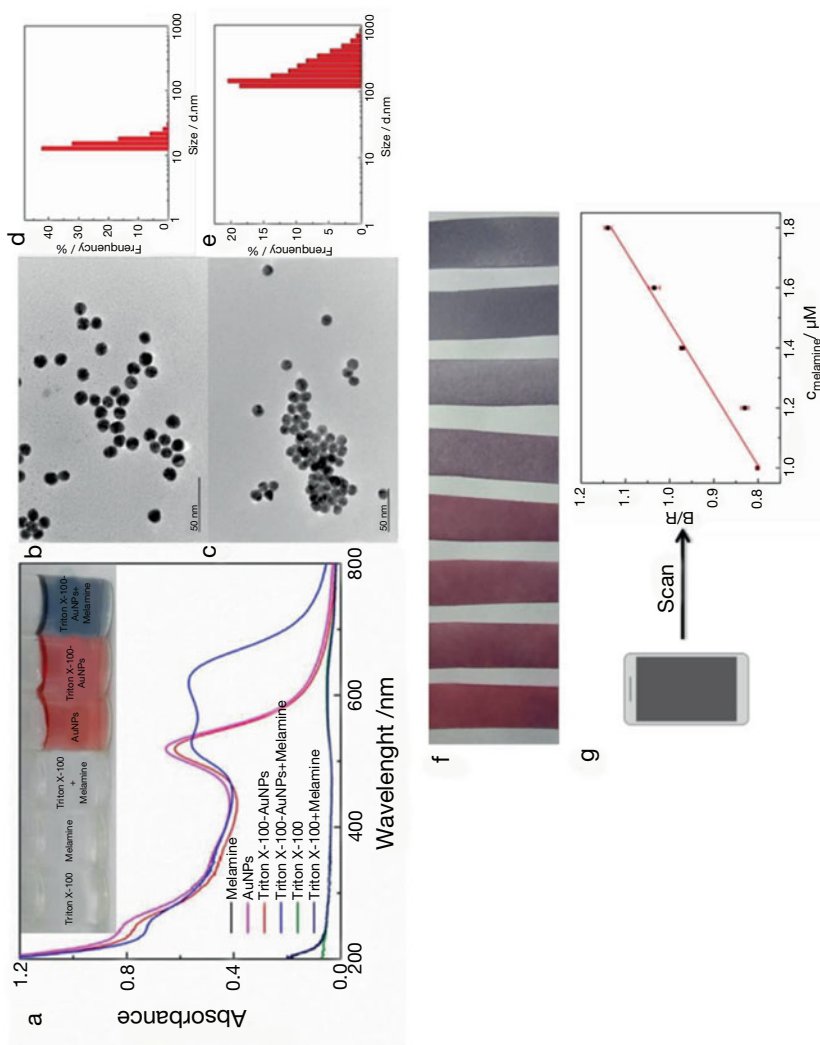 a
Triton X-100
Melamine
Triton X-100
+
Melamine
AuNPs
Triton X-100-
AuNPs
Triton X-100-
AuNPs+
Melamine
1.2
0.8
0.4
0.0
Absorbance
Melamine
AuNPs
Triton X-100-AuNPs
Triton X-100-AuNPs+Melamine
Triton X-100
Triton X-100+Melamine
200
400
600
800
Wavelenght /nm
b
50 nm
c
50 nm
d
40
30
20
10
0
Frenquency / %
1
10
100
1000
Size / d.nm
e
20
15
10
5
0
Frenquency / %
1
10
100
1000
Size / d.nm
f
g
Scan
1.2
1.1
1.0
0.9
0.8
B/R
1.0
1.2
1.4
1.6
1.8
cmelamine/ μM